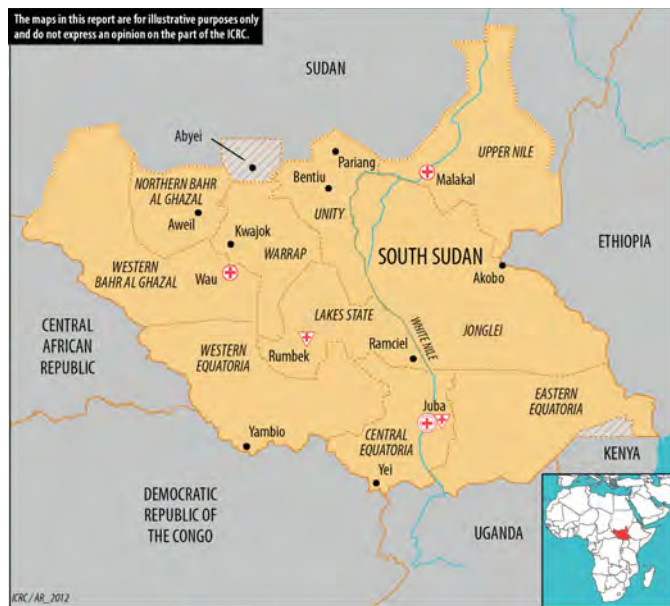 The maps in this report are for illustrative purposes only
and do not express an opinion on the part of the ICRC.
SUDAN
Abyei
Pariang
UPPER NILE
Bentiu
Malakal
NORTHERN BAHR
AL GHAZAL
UNITY
Aweil
Kwajok
WARRAP
SOUTH SUDAN
ETHIOPIA
WESTERN
BAHR AL GHAZAL
Wau
Akobo
CENTRAL
AFRICAN
REPUBLIC
LAKES STATE
WHITE NILE
JONGLEI
WESTERN
EQUATORIA
Rumbek
Ramciel
EASTERN
EQUATORIA
Juba
Yambio
CENTRAL
EQUATORIA
KENYA
Yei
DEMOCRATIC
REPUBLIC OF
THE CONGO
UGANDA
ICRC / AR_2012